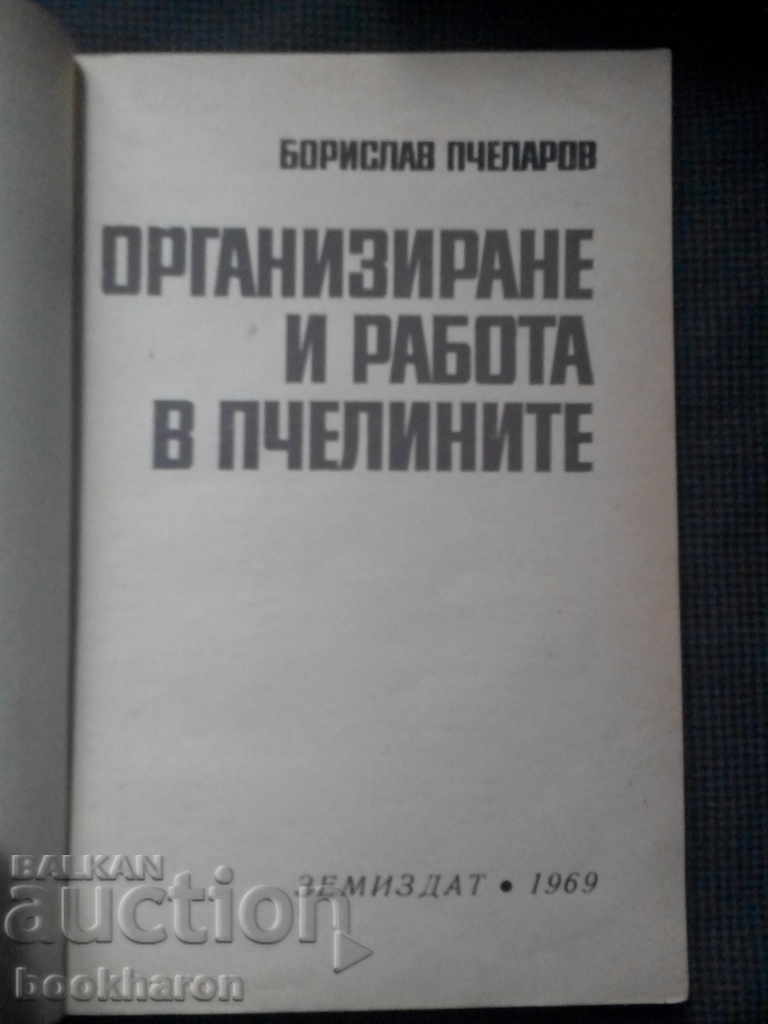 БОРИСЛАВ ПЧЕЛАРОВ
ОРГАНИЗИРАНЕ
И РАБОТА
В ПЧЕЛИНИТЕ
ЗЕМИЗДАТ • 1969
BALKAN
auction
bookharon